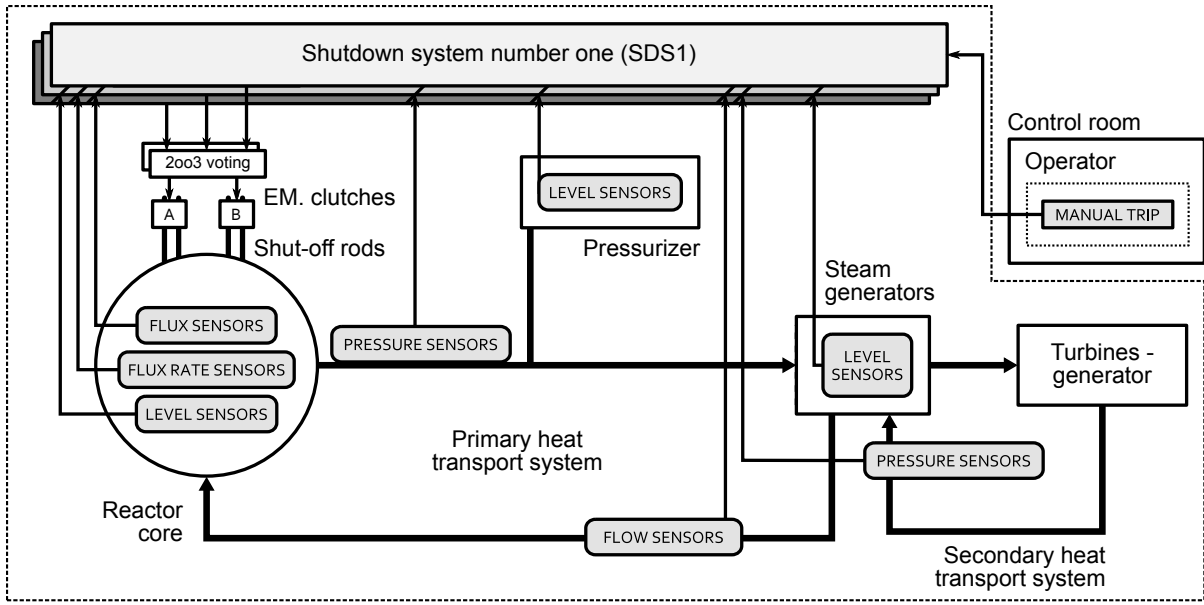 Shutdown system number one (SDS1)
Control room
Operator
MANUAL TRIP
2oo3 voting
EM. clutches
A
B
Shut-off rods
LEVEL SENSORS
Pressurizer
Steam
generators
FLUX SENSORS
PRESSURE SENSORS
FLUX RATE SENSORS
LEVEL
SENSORS
Turbines -
generator
LEVEL SENSORS
Primary heat
transport system
PRESSURE SENSORS
Reactor
core
FLOW SENSORS
Secondary heat
transport system